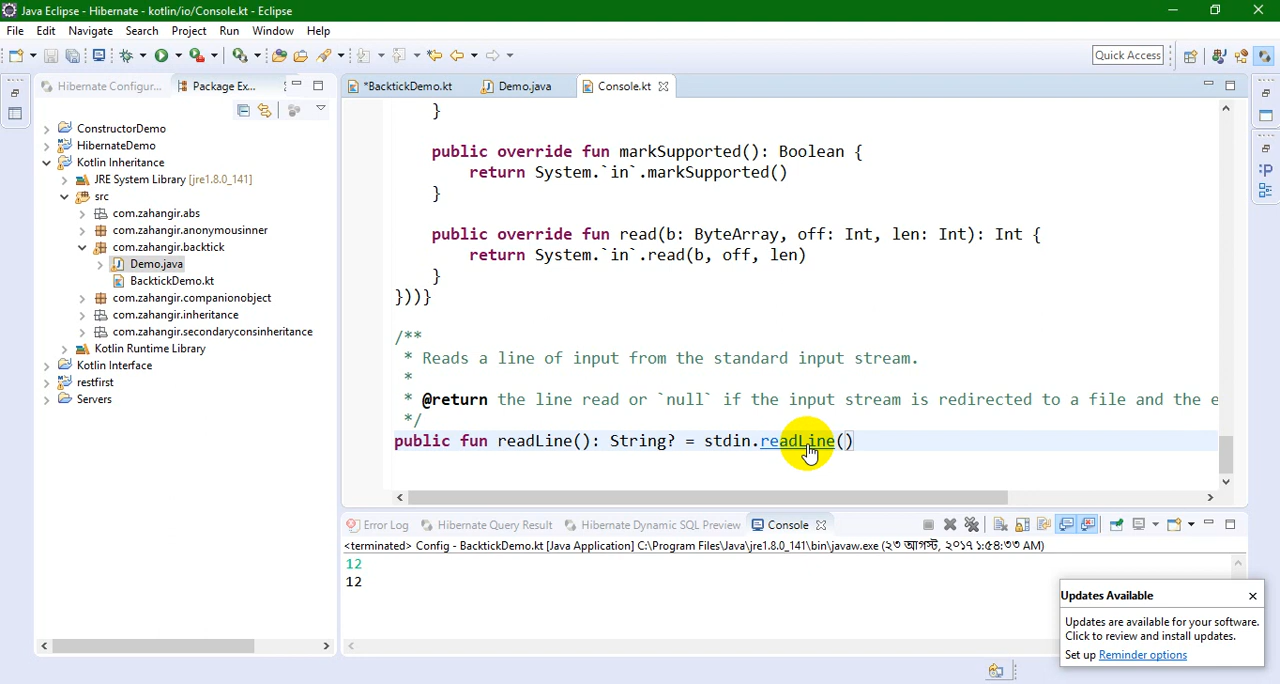 Java Eclipse - Hibernate - kotlin/io/Console.kt - Eclipse
File Edit Navigate Search Project Run Window Help
Quick Access
Hibernate Configur... Package Ex...
*BacktickDemo.kt Demo.java Console.kt
ConstructorDemo
HibernateDemo
Kotlin Inheritance
JRE System Library [jre1.8.0_141]
src
com.zahangir.abs
com.zahangir.anonymousinner
com.zahangir.backtick
Demo.java
BacktickDemo.kt
com.zahangir.companionobject
com.zahangir.inheritance
com.zahangir.secondaryconsinheritance
Kotlin Runtime Library
Kotlin Interface
restfirst
Servers
}
public override fun markSupported(): Boolean {
return System.`in`.markSupported()
}
public override fun read(b: ByteArray, off: Int, len: Int): Int {
return System.`in`.read(b, off, len)
}
}))}
/**
* Reads a line of input from the standard input stream.
*
* @return the line read or `null` if the input stream is redirected to a file and the e
*/
public fun readLine(): String? = stdin.readLine()
Error Log Hibernate Query Result Hibernate Dynamic SQL Preview Console
<terminated> Config - BacktickDemo.kt [Java Application] C:\Program Files\Java\jre1.8.0_141\bin\javaw.exe (২৩ আগস্ট, ২০১৭ ১:৫৪:৩৩ AM)
12
12
Updates Available
Updates are available for your software.
Click to review and install updates.
Set up Reminder options